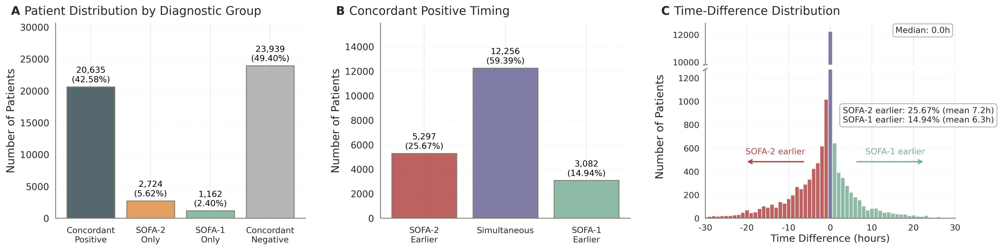 A Patient Distribution by Diagnostic Group
Number of Patients
30000
25000
20000
15000
10000
5000
0
20,635
(42.58%)
2,724
(5.62%)
1,162
(2.40%)
23,939
(49.40%)
Concordant
Positive
SOFA-2
Only
SOFA-1
Only
Concordant
Negative
B Concordant Positive Timing
Number of Patients
14000
12000
10000
8000
6000
4000
2000
0
5,297
(25.67%)
12,256
(59.39%)
3,082
(14.94%)
SOFA-2
Earlier
Simultaneous
SOFA-1
Earlier
C Time-Difference Distribution
Number of Patients
12000
10000
1200
1000
800
600
400
200
0
Median: 0.0h
SOFA-2 earlier: 25.67% (mean 7.2h)
SOFA-1 earlier: 14.94% (mean 6.3h)
SOFA-2 earlier
SOFA-1 earlier
-30
-20
-10
0
10
20
30
Time Difference (hours)